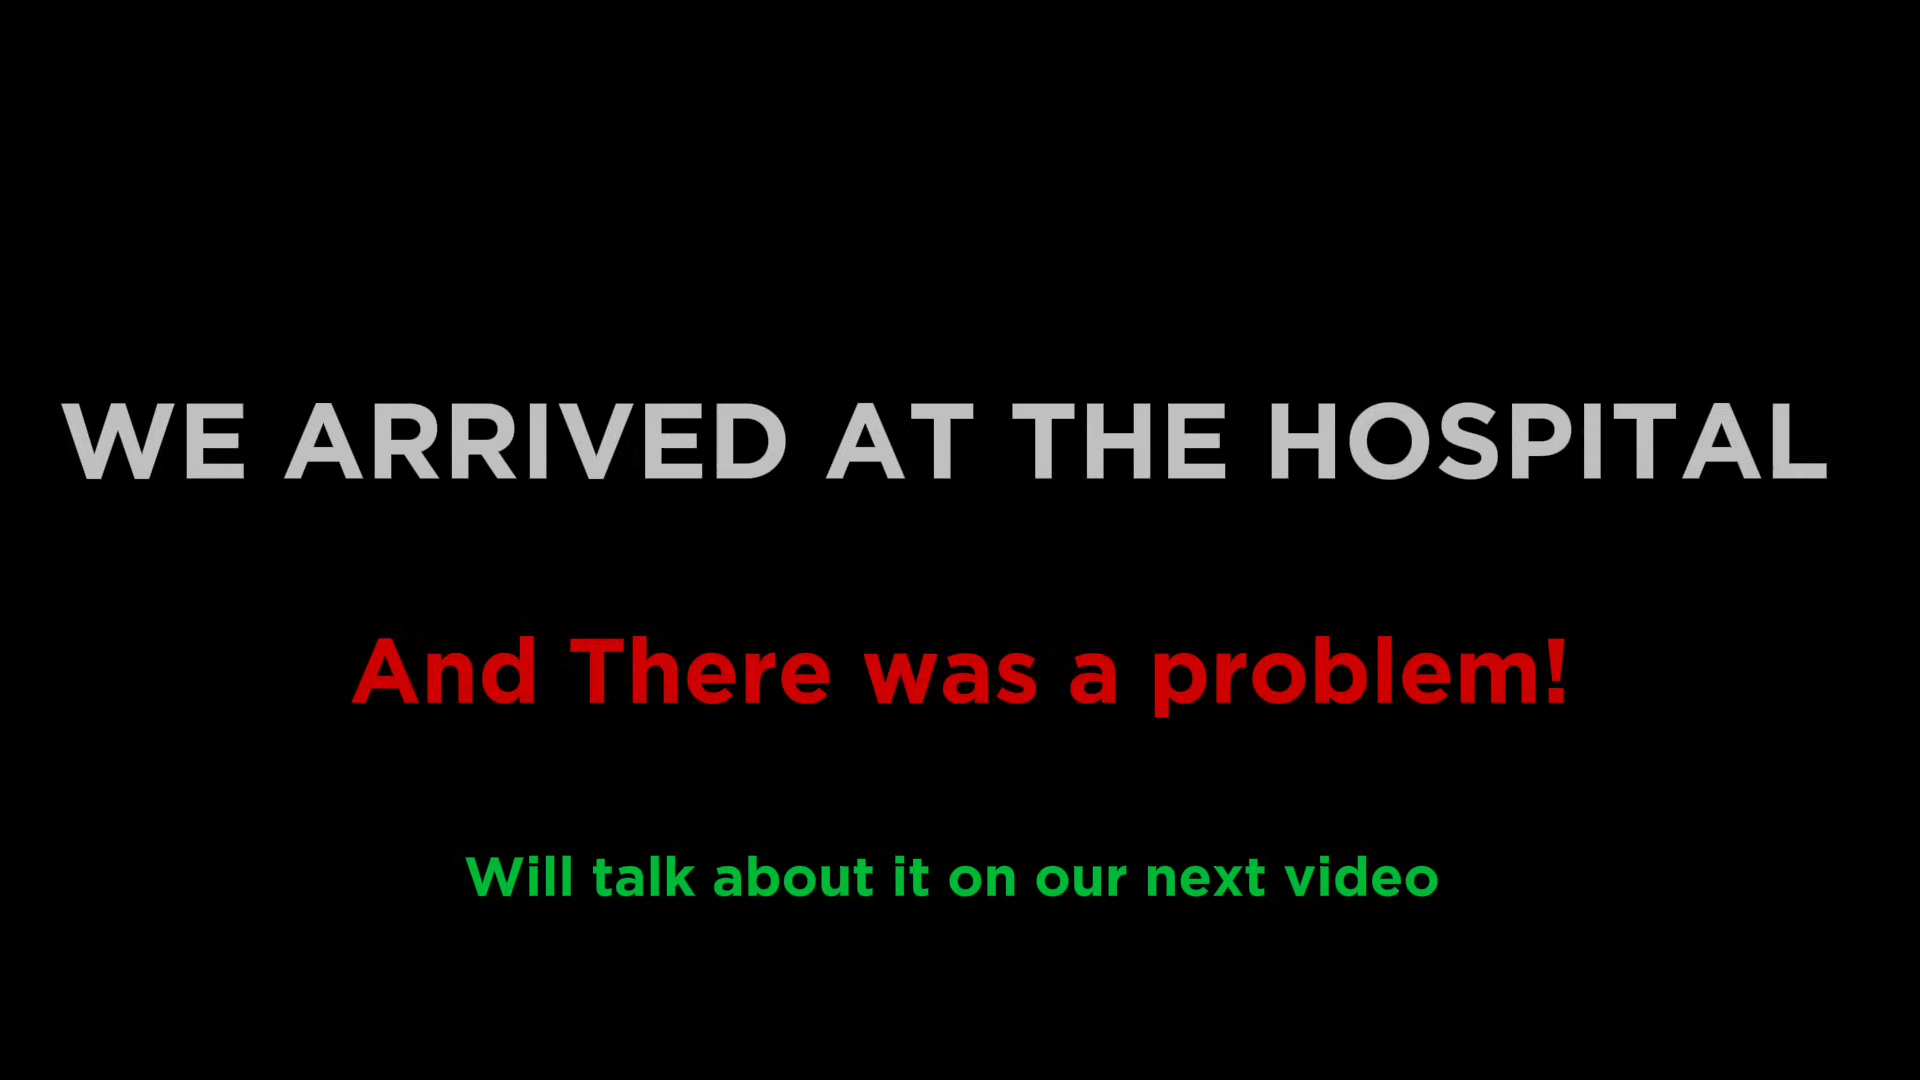 WE ARRIVED AT THE HOSPITAL
And There was a problem!
Will talk about it on our next video